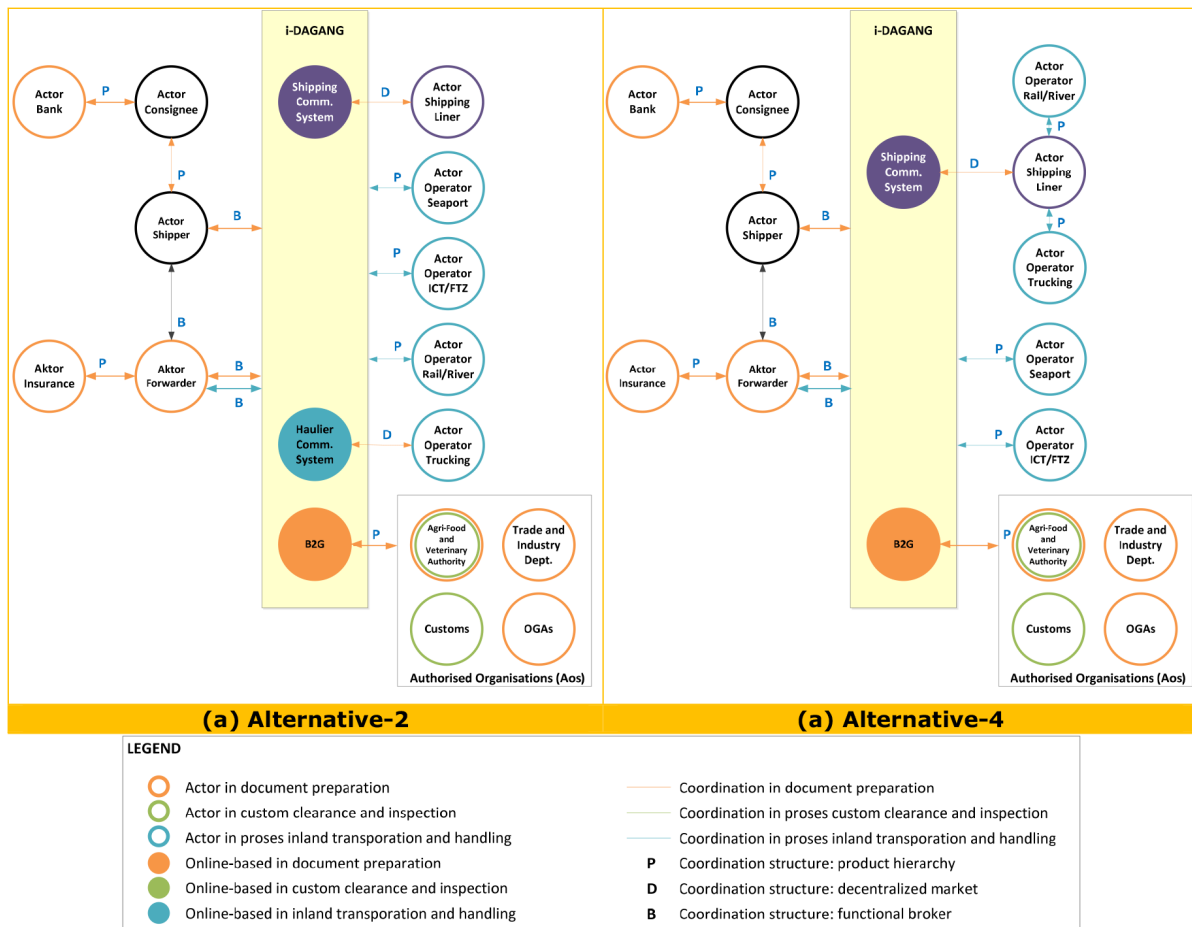 i-DAGANG
Actor
Bank
P
Actor
Consignee
Shipping
Comm.
System
D
Actor
Shipping
Liner
P
Actor
Operator
Seaport
P
Actor
Shipper
B
Actor
Operator
ICT/FTZ
P
B
Actor
Operator
Rail/River
P
Aktor
Insurance
P
Aktor
Forwarder
B
B
Haulier
Comm.
System
D
Actor
Operator
Trucking
B2G
P
Agri-Food
and
Veterinary
Authority
Trade and
Industry
Dept.
Customs
OGAs
Authorised Organisations (Aos)
(a) Alternative-2
i-DAGANG
Actor
Bank
P
Actor
Consignee
Actor
Operator
Rail/River
P
Shipping
Comm.
System
D
Actor
Shipping
Liner
P
P
Actor
Shipper
B
Actor
Operator
Trucking
B
Actor
Insurance
P
Aktor
Forwarder
B
B
P
Actor
Operator
Seaport
P
Actor
Operator
ICT/FTZ
B2G
P
Agri-Food
and
Veterinary
Authority
Trade and
Industry
Dept.
Customs
OGAs
Authorised Organisations (Aos)
(a) Alternative-4
LEGEND
Actor in document preparation
Actor in custom clearance and inspection
Actor in proses inland transporation and handling
Online-based in document preparation
Online-based in custom clearance and inspection
Online-based in inland transportation and handling
Coordination in document preparation
Coordination in proses custom clearance and inspection
Coordination in proses inland transporation and handling
P Coordination structure: product hierarchy
D Coordination structure: decentralized market
B Coordination structure: functional broker